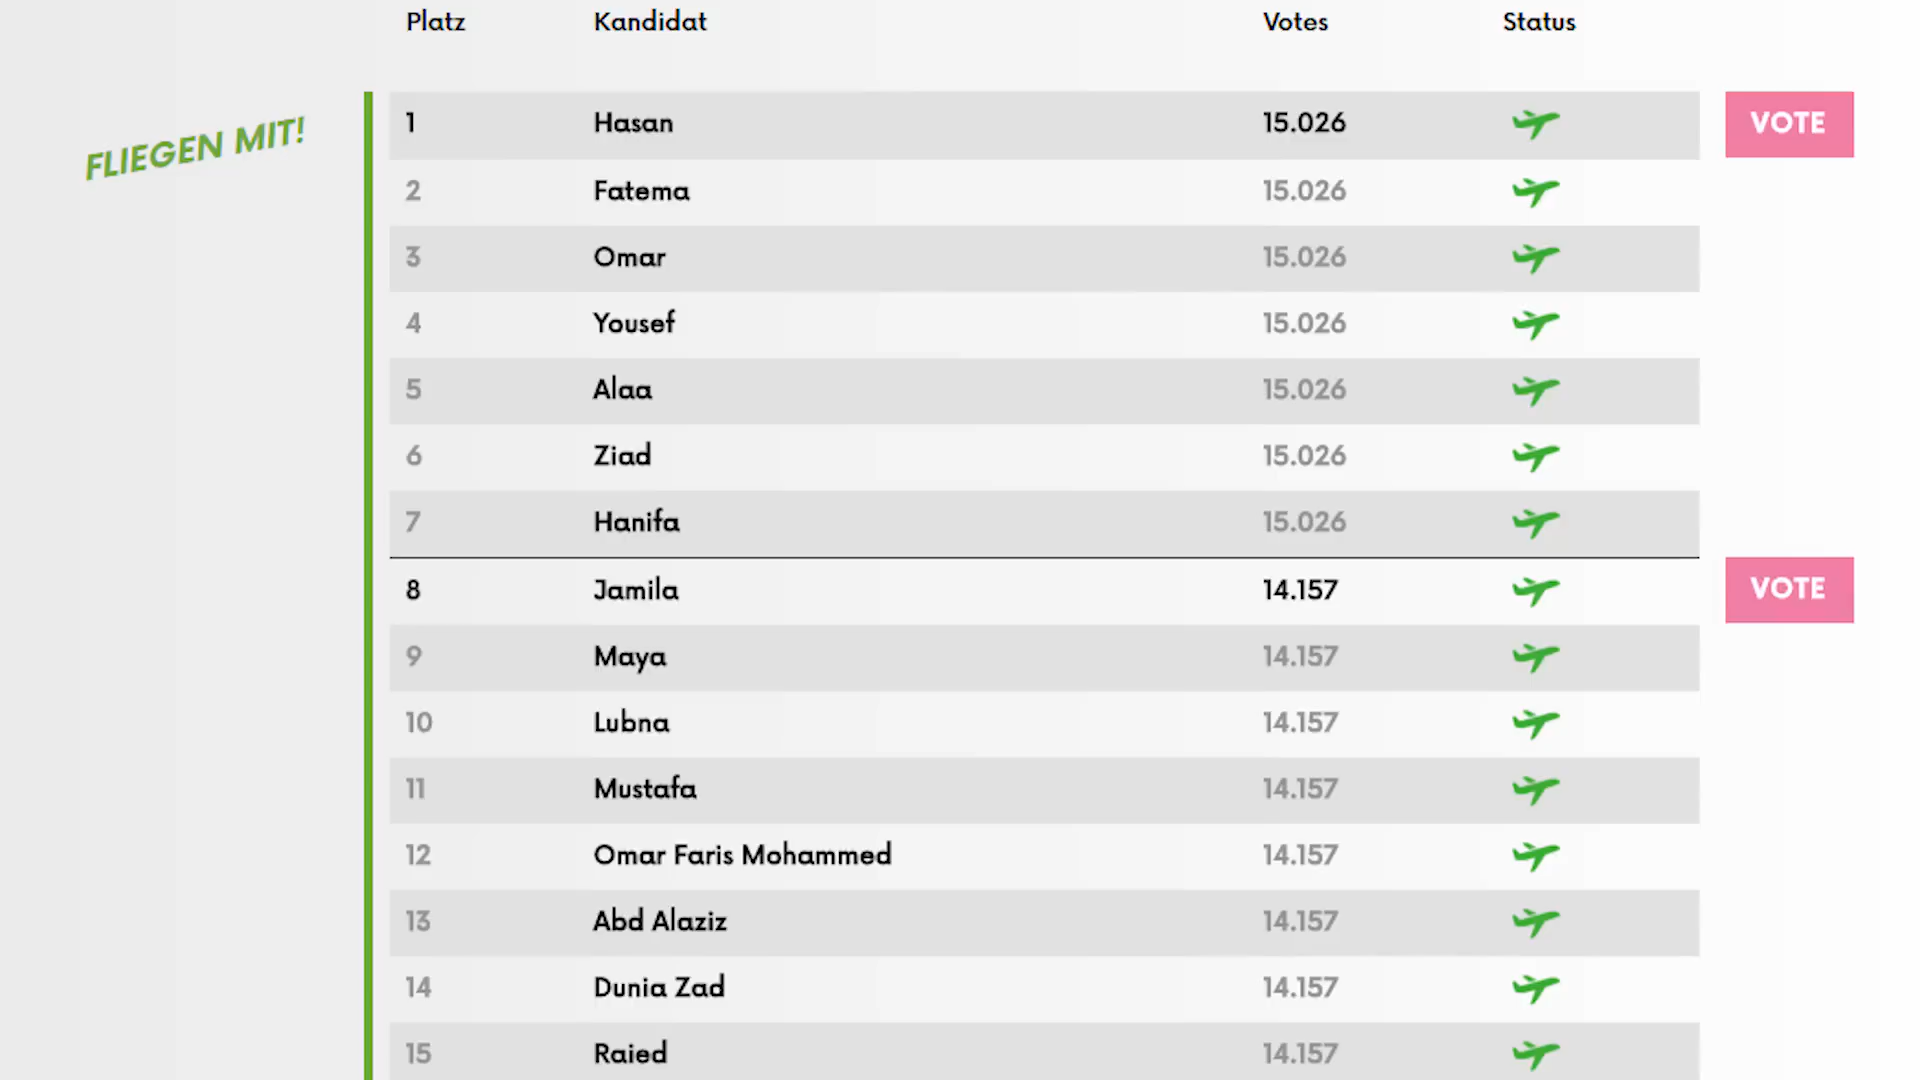 Platz Kandidat Votes Status
FLIEGEN MIT!
1 Hasan 15.026 VOTE
2 Fatema 15.026
3 Omar 15.026
4 Yousef 15.026
5 Alaa 15.026
6 Ziad 15.026
7 Hanifa 15.026
8 Jamila 14.157 VOTE
9 Maya 14.157
10 Lubna 14.157
11 Mustafa 14.157
12 Omar Faris Mohammed 14.157
13 Abd Alaziz 14.157
14 Dunia Zad 14.157
15 Raied 14.157